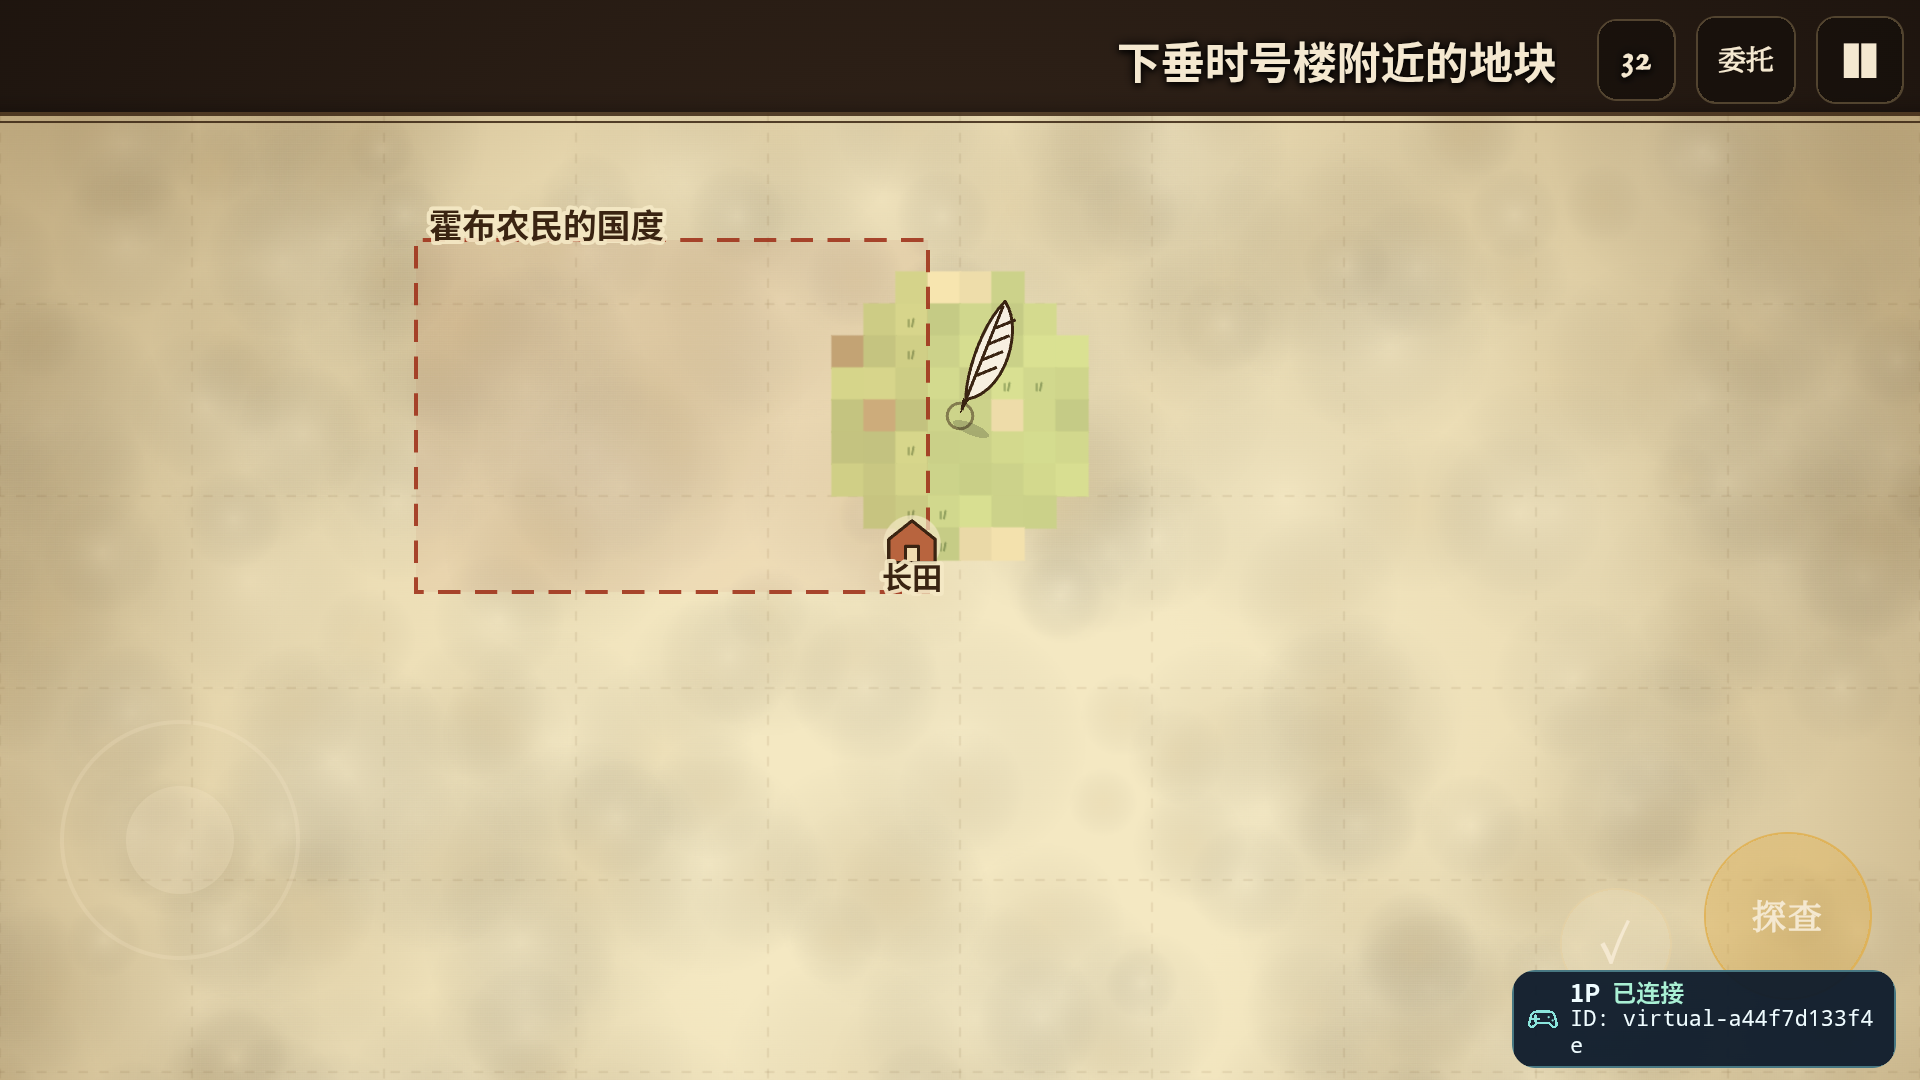 下垂时号楼附近的地块
32
委托
霍布农民的国度
长田
探查
1P 已连接
ID: virtual-a44f7d133f4
e